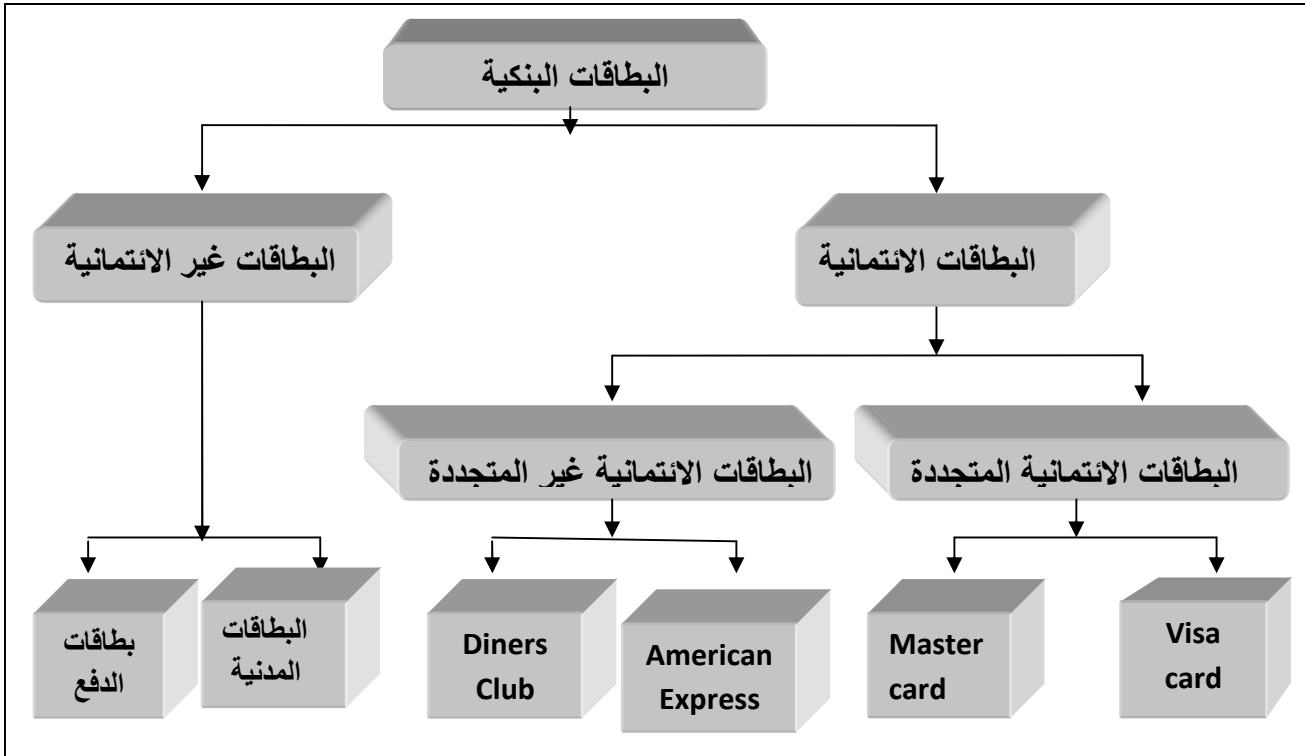 البطاقات البنكية
البطاقات الائتمانية
البطاقات غير الائتمانية
البطاقات الائتمانية المتجددة
البطاقات الائتمانية غير المتجددة
Visa
card
Master
card
American
Express
Diners
Club
البطاقات
المدنية
بطاقات
الدفع